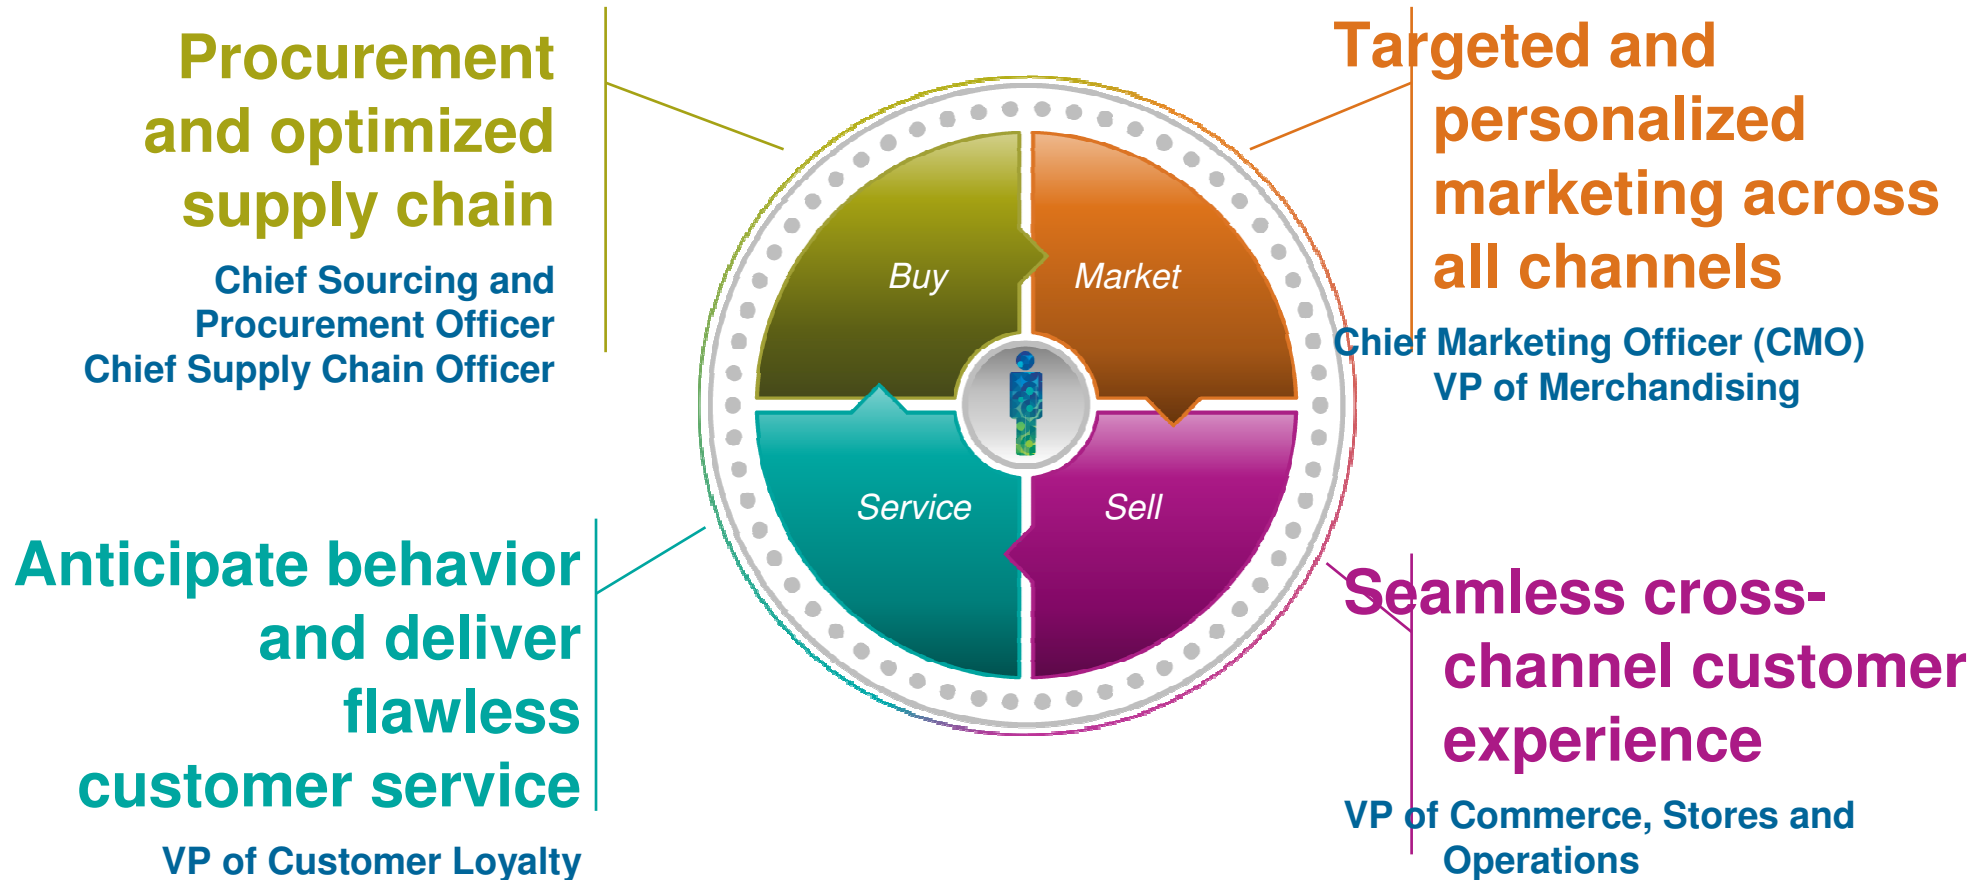 Procurement
and optimized
supply chain
Chief Sourcing and
Procurement Officer
Chief Supply Chain Officer
Targeted and
personalized
marketing across
all channels
Chief Marketing Officer (CMO)
VP of Merchandising
Buy
Market
Service
Sell
Anticipate behavior
and deliver
flawless
customer service
VP of Customer Loyalty
Seamless cross-
channel customer
experience
VP of Commerce, Stores and
Operations